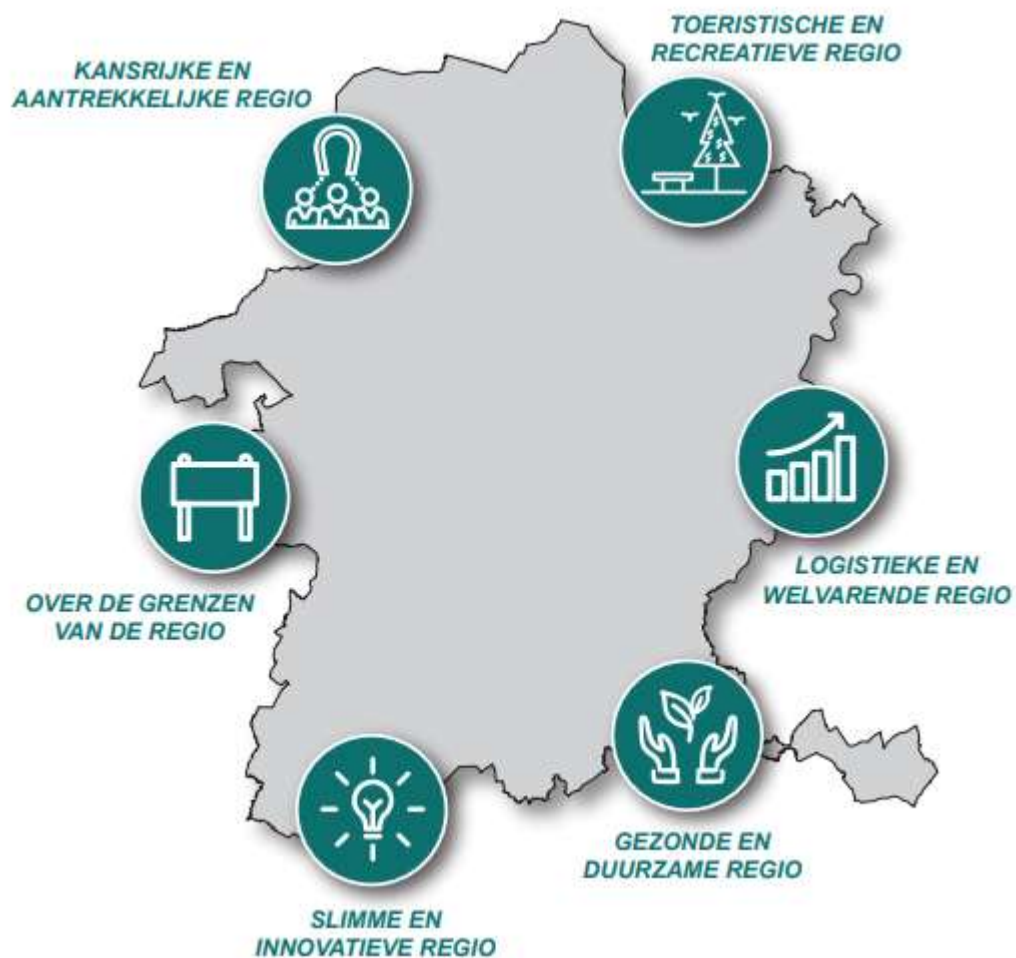 TOERISTISCHE EN
RECREATIEVE REGIO
KANSRIJKE EN
AANTREKKELIJKE REGIO
LOGISTIEKE EN
WELVARENDE REGIO
OVER DE GRENZEN
VAN DE REGIO
GEZONDE EN
DUURZAME REGIO
SLIMME EN
INNOVATIEVE REGIO